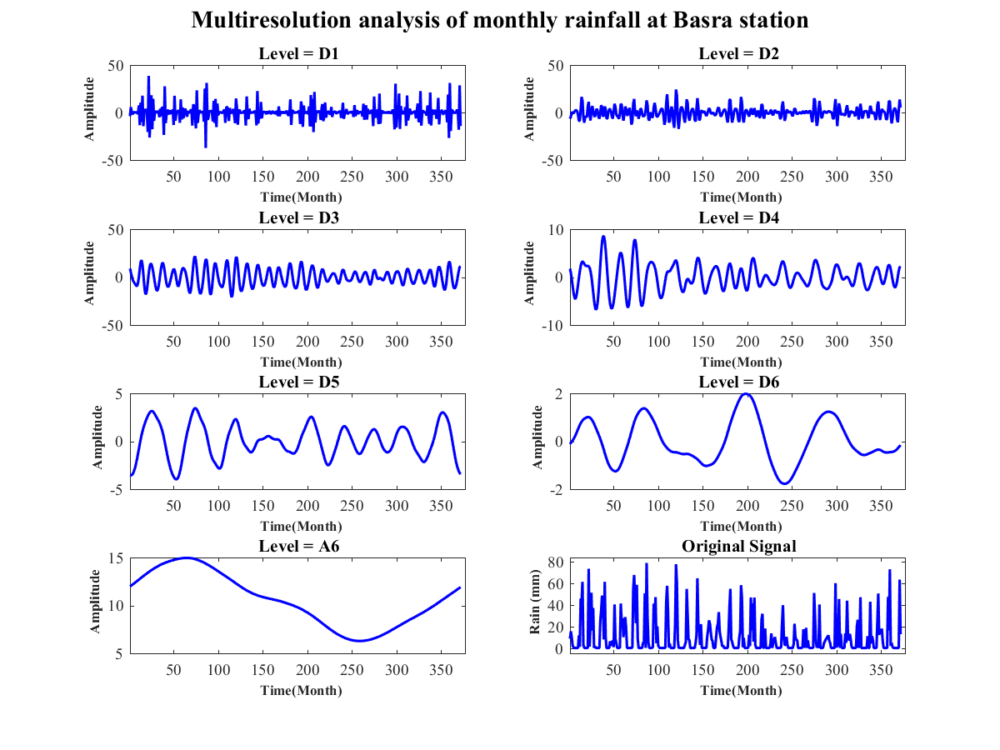 Multiresolution analysis of monthly rainfall at Basra station
Level = D1
Amplitude
50
0
-50
50 100 150 200 250 300 350
Time(Month)
Level = D2
Amplitude
50
0
-50
50 100 150 200 250 300 350
Time(Month)
Level = D3
Amplitude
50
0
-50
50 100 150 200 250 300 350
Time(Month)
Level = D4
Amplitude
10
0
-10
50 100 150 200 250 300 350
Time(Month)
Level = D5
Amplitude
5
0
-5
50 100 150 200 250 300 350
Time(Month)
Level = D6
Amplitude
2
0
-2
50 100 150 200 250 300 350
Time(Month)
Level = A6
Amplitude
15
10
5
50 100 150 200 250 300 350
Time(Month)
Original Signal
Rain (mm)
80
60
40
20
0
50 100 150 200 250 300 350
Time(Month)